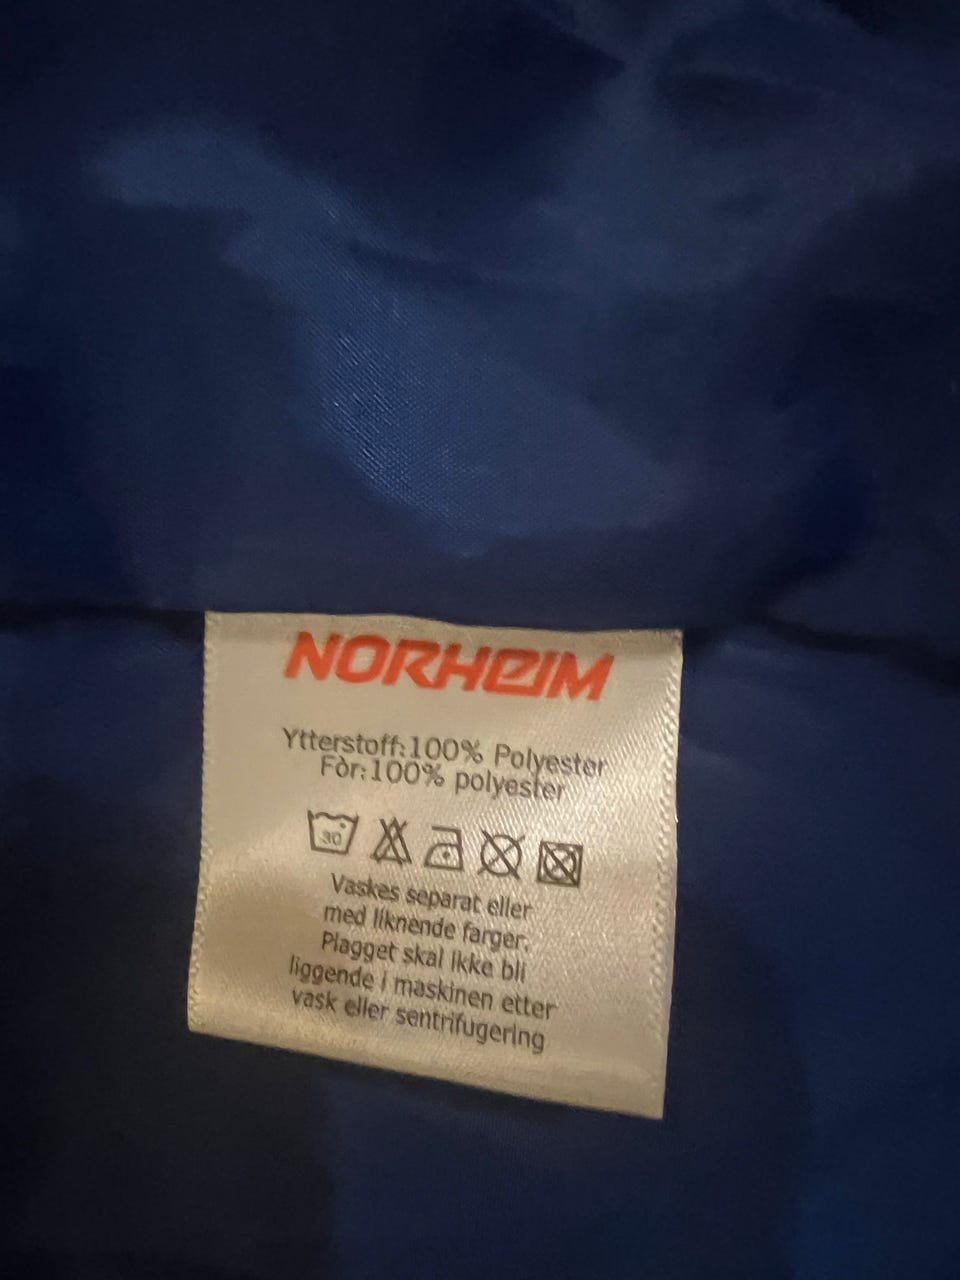 NORHEIM
Ytterstoff:100% Polyester
Fòr:100% polyester
30
Vaskes separat eller
med liknende farger.
Plagget skal ikke bli
liggende i maskinen etter
vask eller sentrifugering